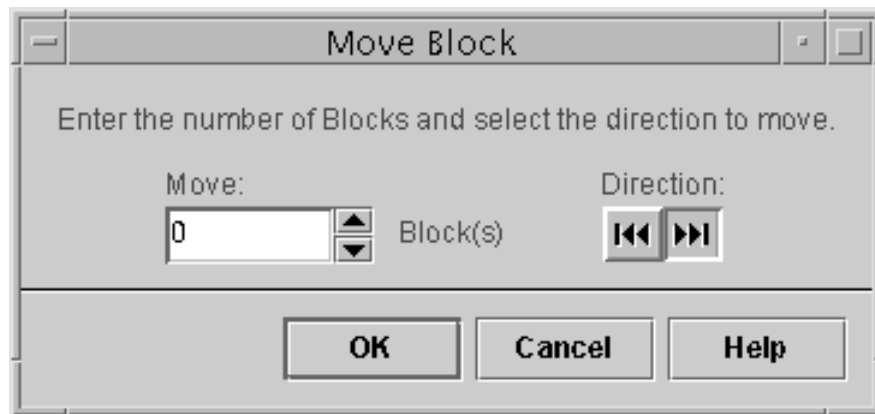 Move Block
Enter the number of Blocks and select the direction to move.
Move: Direction:
0 Block(s)
OK Cancel Help